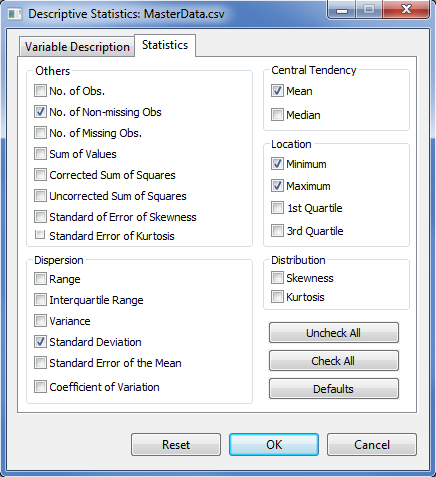 Descriptive Statistics: MasterData.csv
Variable Description
Statistics
Others
No. of Obs.
No. of Non-missing Obs
No. of Missing Obs.
Sum of Values
Corrected Sum of Squares
Uncorrected Sum of Squares
Standard of Error of Skewness
Standard Error of Kurtosis
Central Tendency
Mean
Median
Location
Minimum
Maximum
1st Quartile
3rd Quartile
Dispersion
Range
Interquartile Range
Variance
Standard Deviation
Standard Error of the Mean
Coefficient of Variation
Distribution
Skewness
Kurtosis
Uncheck All
Check All
Defaults
Reset
OK
Cancel